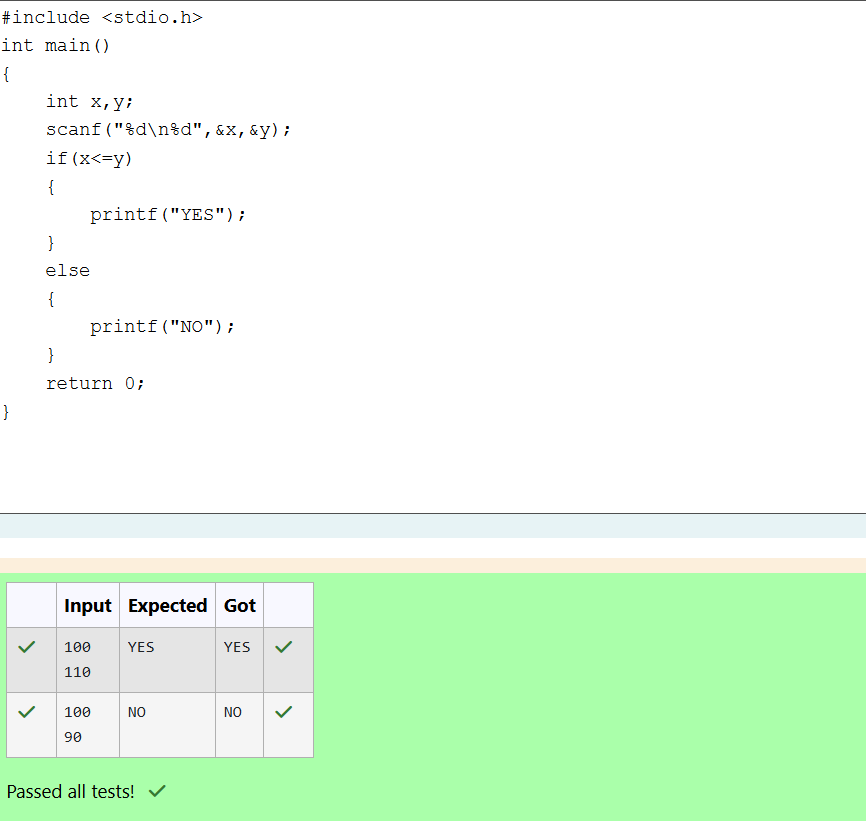 #include <stdio.h>
int main()
{
    int x,y;
    scanf("%d\n%d",&x,&y);
    if(x<=y)
    {
        printf("YES");
    }
    else
    {
        printf("NO");
    }
    return 0;
}
Input Expected Got
100 YES YES
110
100 NO NO
90
Passed all tests!